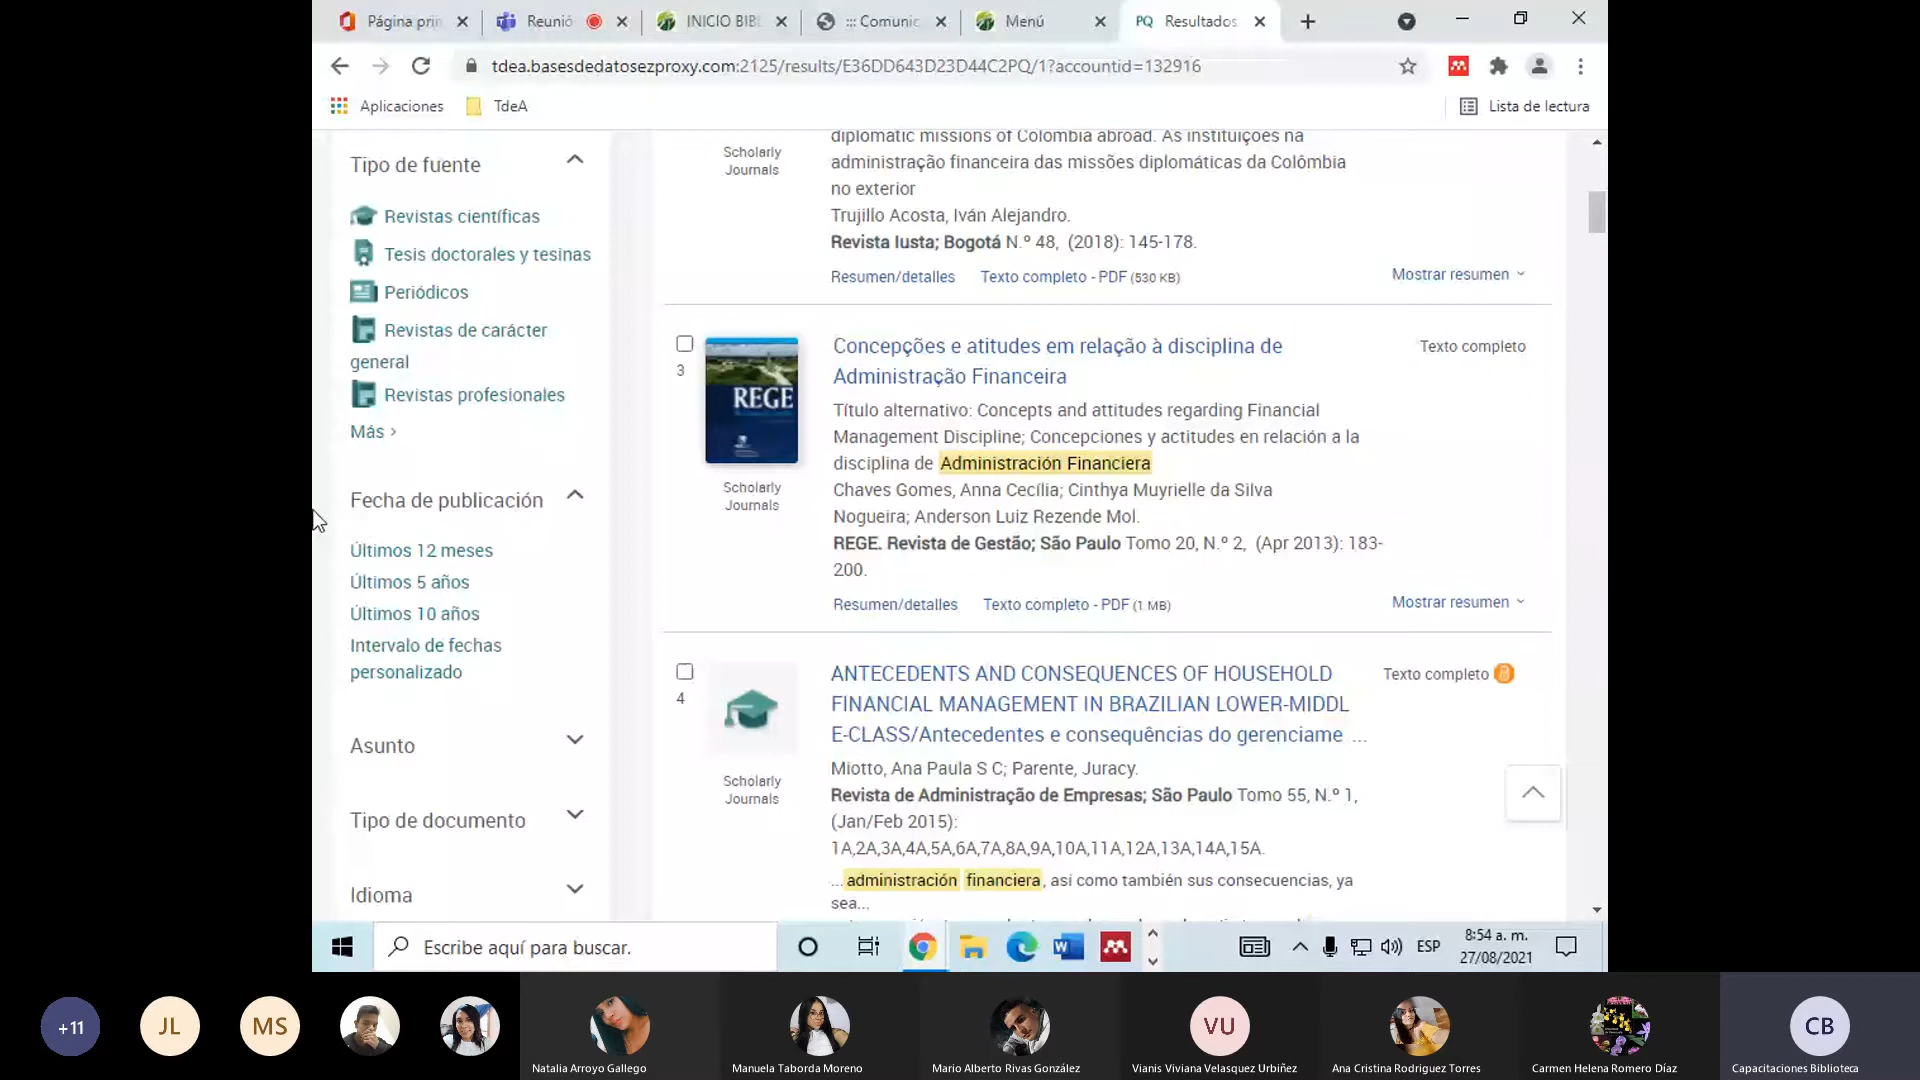 Página prin
Reunió
INICIO BIBL
::: Comunic
Menú
PQ Resultados
tdea.basesdedatosezproxy.com:2125/results/E36DD643D23D44C2PQ/1?accountid=132916
Aplicaciones
TdeA
Lista de lectura
Tipo de fuente
Revistas científicas
Tesis doctorales y tesinas
Periódicos
Revistas de carácter
general
Revistas profesionales
Más >
Fecha de publicación
Últimos 12 meses
Últimos 5 años
Últimos 10 años
Intervalo de fechas
personalizado
Asunto
Tipo de documento
Idioma
Scholarly
Journals
diplomatic missions of Colombia abroad. As instituições na
administração financeira das missões diplomáticas da Colômbia
no exterior
Trujillo Acosta, Iván Alejandro.
Revista Iusta; Bogotá N.º 48, (2018): 145-178.
Resumen/detalles
Texto completo - PDF (530 KB)
Mostrar resumen
3
REGE
Scholarly
Journals
Concepções e atitudes em relação à disciplina de
Administração Financeira
Texto completo
Título alternativo: Concepts and attitudes regarding Financial
Management Discipline; Concepciones y actitudes en relación a la
disciplina de Administración Financiera
Chaves Gomes, Anna Cecília; Cinthya Muyrielle da Silva
Nogueira; Anderson Luiz Rezende Mol.
REGE. Revista de Gestão; São Paulo Tomo 20, N.º 2, (Apr 2013): 183-
200.
Resumen/detalles
Texto completo - PDF (1 MB)
Mostrar resumen
4
Scholarly
Journals
ANTECEDENTS AND CONSEQUENCES OF HOUSEHOLD
FINANCIAL MANAGEMENT IN BRAZILIAN LOWER-MIDDL
E-CLASS/Antecedentes e consequências do gerenciame ...
Texto completo
Miotto, Ana Paula S C; Parente, Juracy.
Revista de Administração de Empresas; São Paulo Tomo 55, N.º 1,
(Jan/Feb 2015):
1A,2A,3A,4A,5A,6A,7A,8A,9A,10A,11A,12A,13A,14A,15A.
...administración financiera, así como también sus consecuencias, ya
sea...
Escribe aquí para buscar.
ESP
8:54 a. m.
27/08/2021
+11
JL
MS
Natalia Arroyo Gallego
Manuela Taborda Moreno
Mario Alberto Rivas González
VU
Vianis Viviana Velasquez Urbiñez
Ana Cristina Rodriguez Torres
Carmen Helena Romero Díaz
CB
Capacitaciones Biblioteca